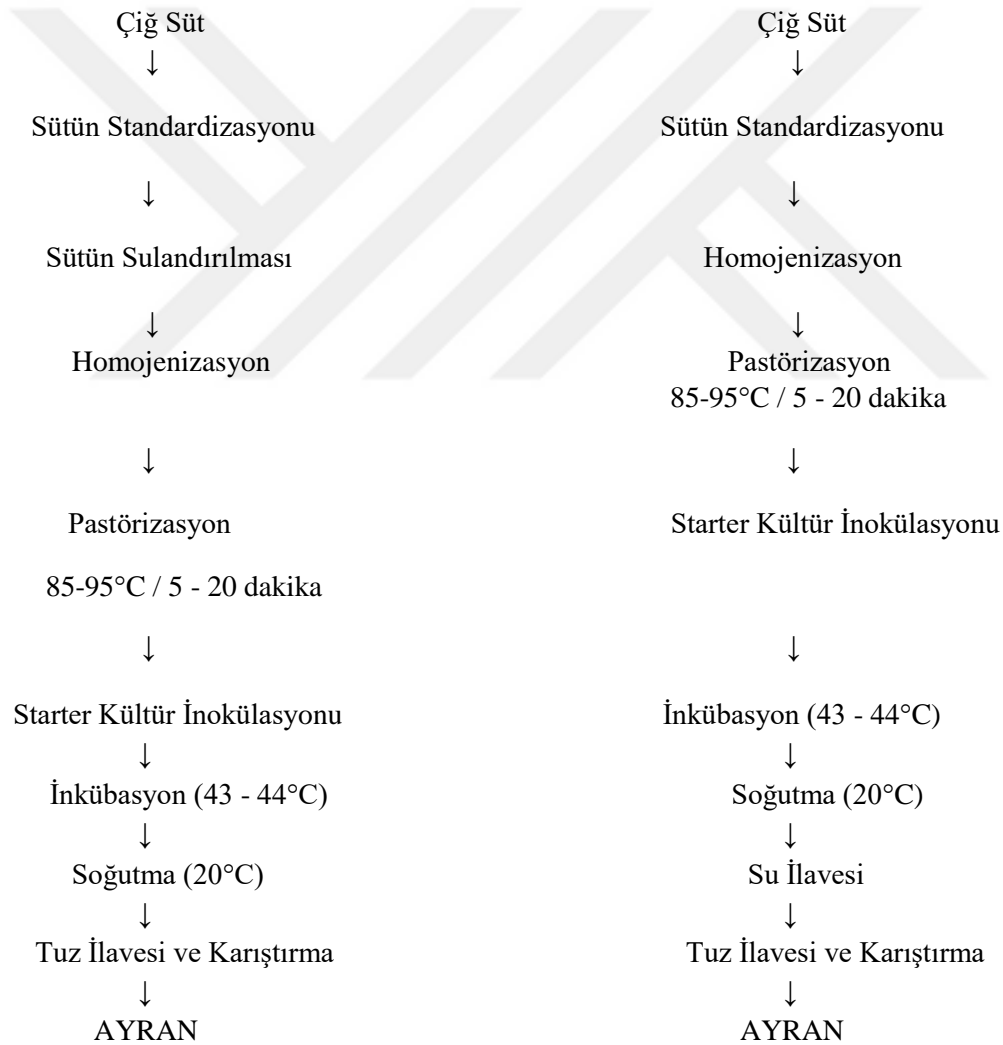 Çiğ Süt
↓
Sütün Standardizasyonu
↓
Sütün Sulandırılması
↓
Homojenizasyon
↓
Pastörizasyon
85-95°C / 5 - 20 dakika
↓
Starter Kültür İnokülasyonu
↓
İnkübasyon (43 - 44°C)
↓
Soğutma (20°C)
↓
Tuz İlavesi ve Karıştırma
↓
AYRAN
Çiğ Süt
↓
Sütün Standardizasyonu
↓
Homojenizasyon
↓
Pastörizasyon
85-95°C / 5 - 20 dakika
↓
Starter Kültür İnokülasyonu
↓
İnkübasyon (43 - 44°C)
↓
Soğutma (20°C)
↓
Su İlavesi
↓
Tuz İlavesi ve Karıştırma
↓
AYRAN